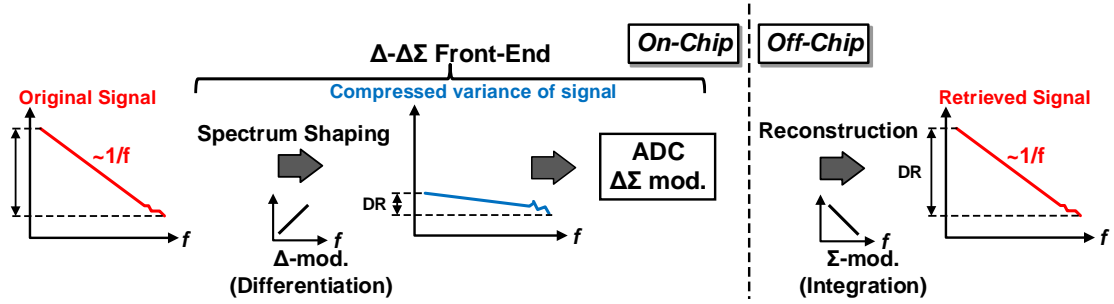 On-Chip
Off-Chip
Δ-ΔΣ Front-End
Original Signal
Compressed variance of signal
Retrieved Signal
Spectrum Shaping
Reconstruction
~1/f
ADC
ΔΣ mod.
~1/f
DR
DR
f
f
f
f
f
Δ-mod.
(Differentiation)
Σ-mod.
(Integration)